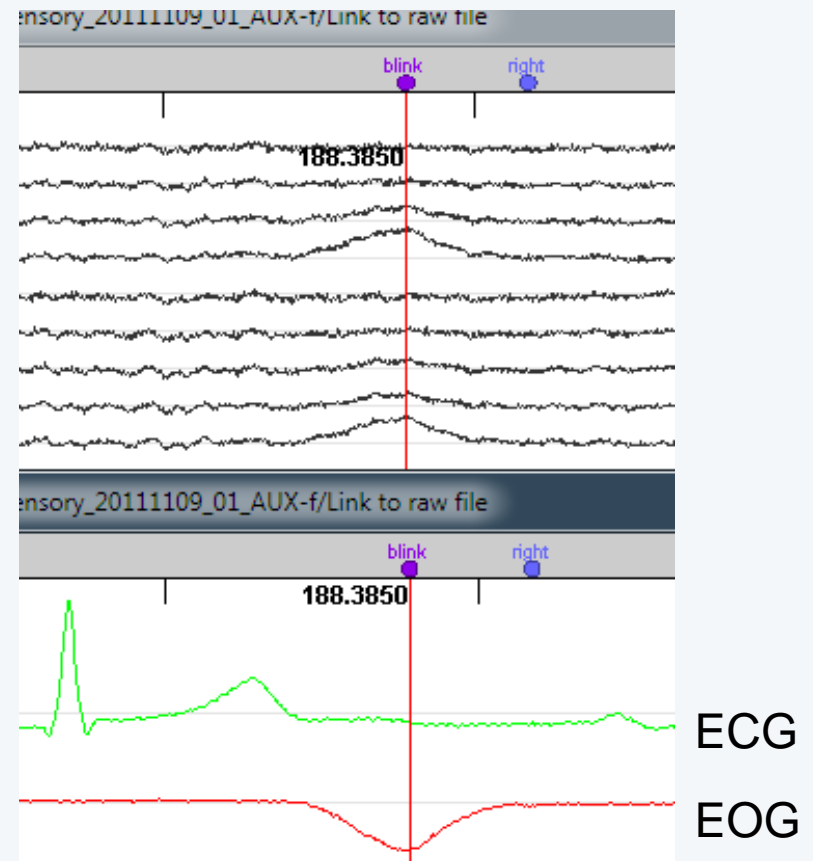 ensory_20111109_01_AUX-f/Link to raw file
blink right
188.3850
ensory_20111109_01_AUX-f/Link to raw file
blink right
188.3850
ECG
EOG